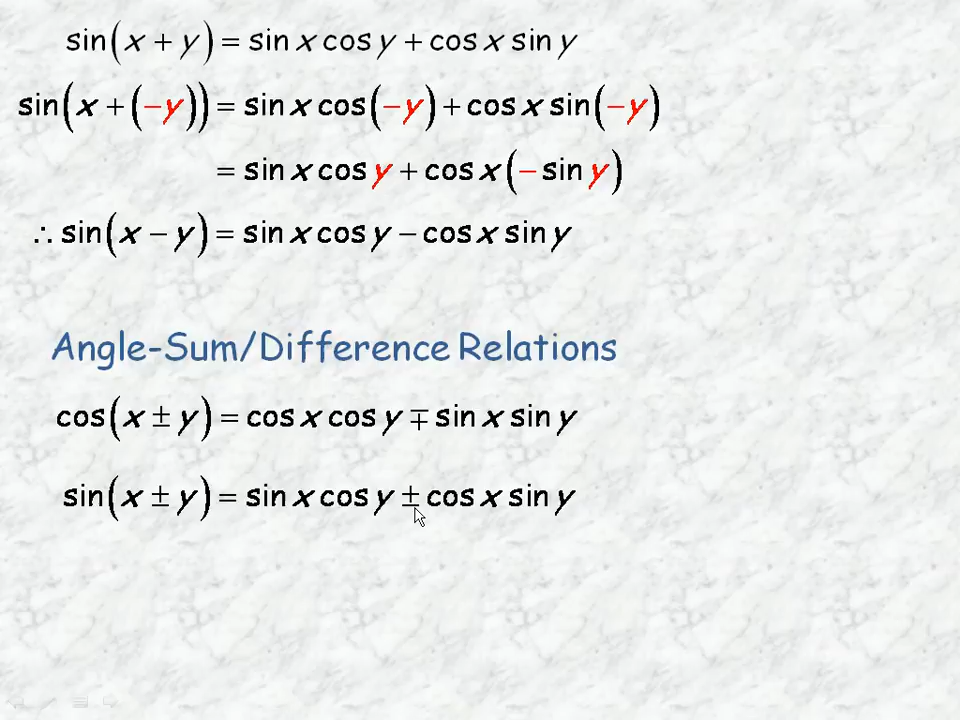 sin(x + y) = sin x cos y + cos x sin y
sin(x + (−y)) = sin x cos(−y) + cos x sin(−y)
= sin x cos y + cos x (− sin y)
∴ sin(x − y) = sin x cos y − cos x sin y
Angle-Sum/Difference Relations
cos(x ± y) = cos x cos y ∓ sin x sin y
sin(x ± y) = sin x cos y ± cos x sin y